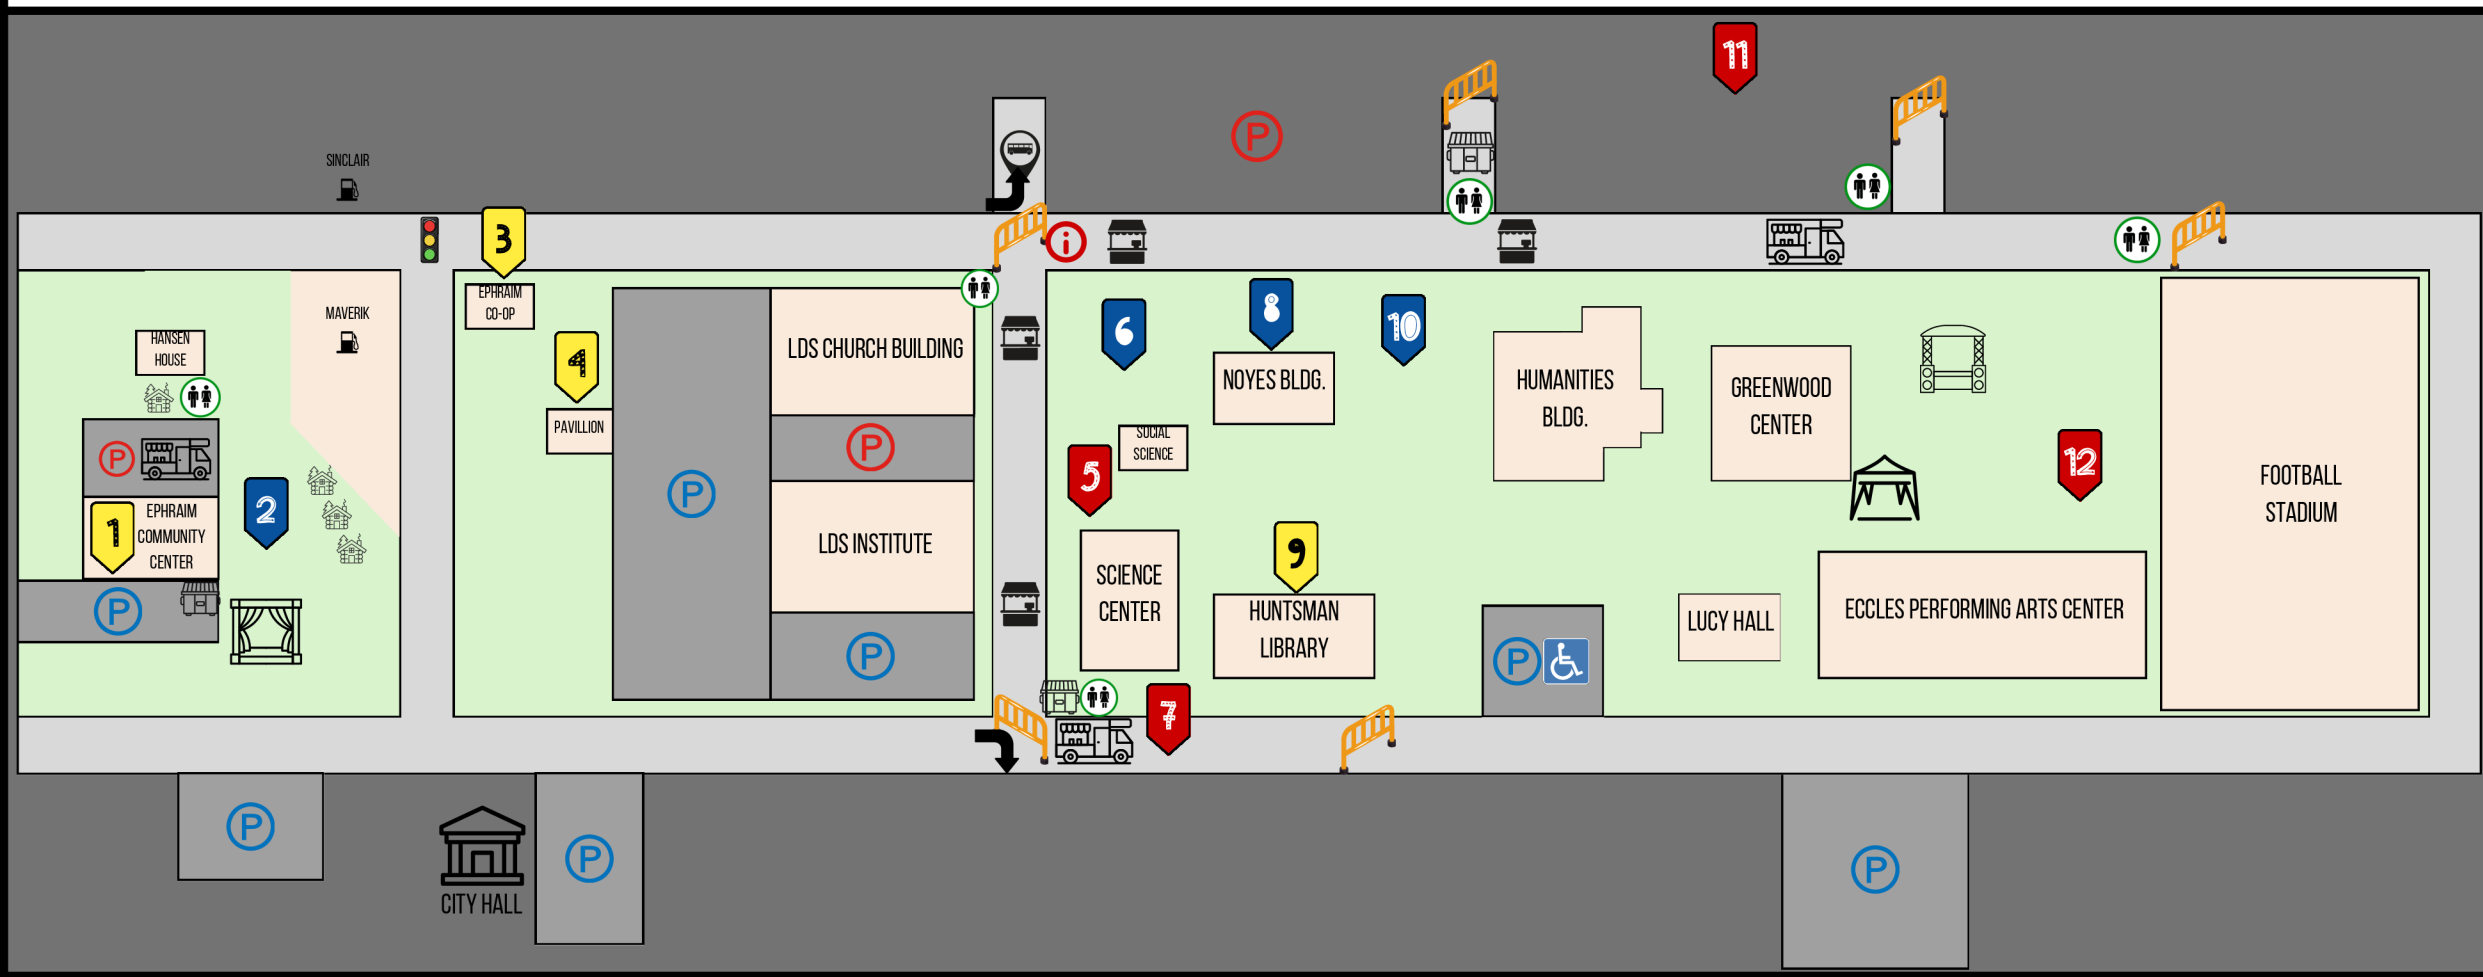 11
P
SINCLAIR
3
i
EPHRAIM
CO-OP
MAVERIK
HANSEN
HOUSE
4
PAVILLION
LDS CHURCH BUILDING
P
P
LDS INSTITUTE
P
P
1
EPHRAIM
COMMUNITY
CENTER
2
P
6
8
10
NOYES BLDG.
SOCIAL
SCIENCE
5
SCIENCE
CENTER
9
HUNTSMAN
LIBRARY
7
HUMANITIES
BLDG.
GREENWOOD
CENTER
12
FOOTBALL
STADIUM
P
LUCY HALL
ECCLES PERFORMING ARTS CENTER
P
CITY HALL
P
P